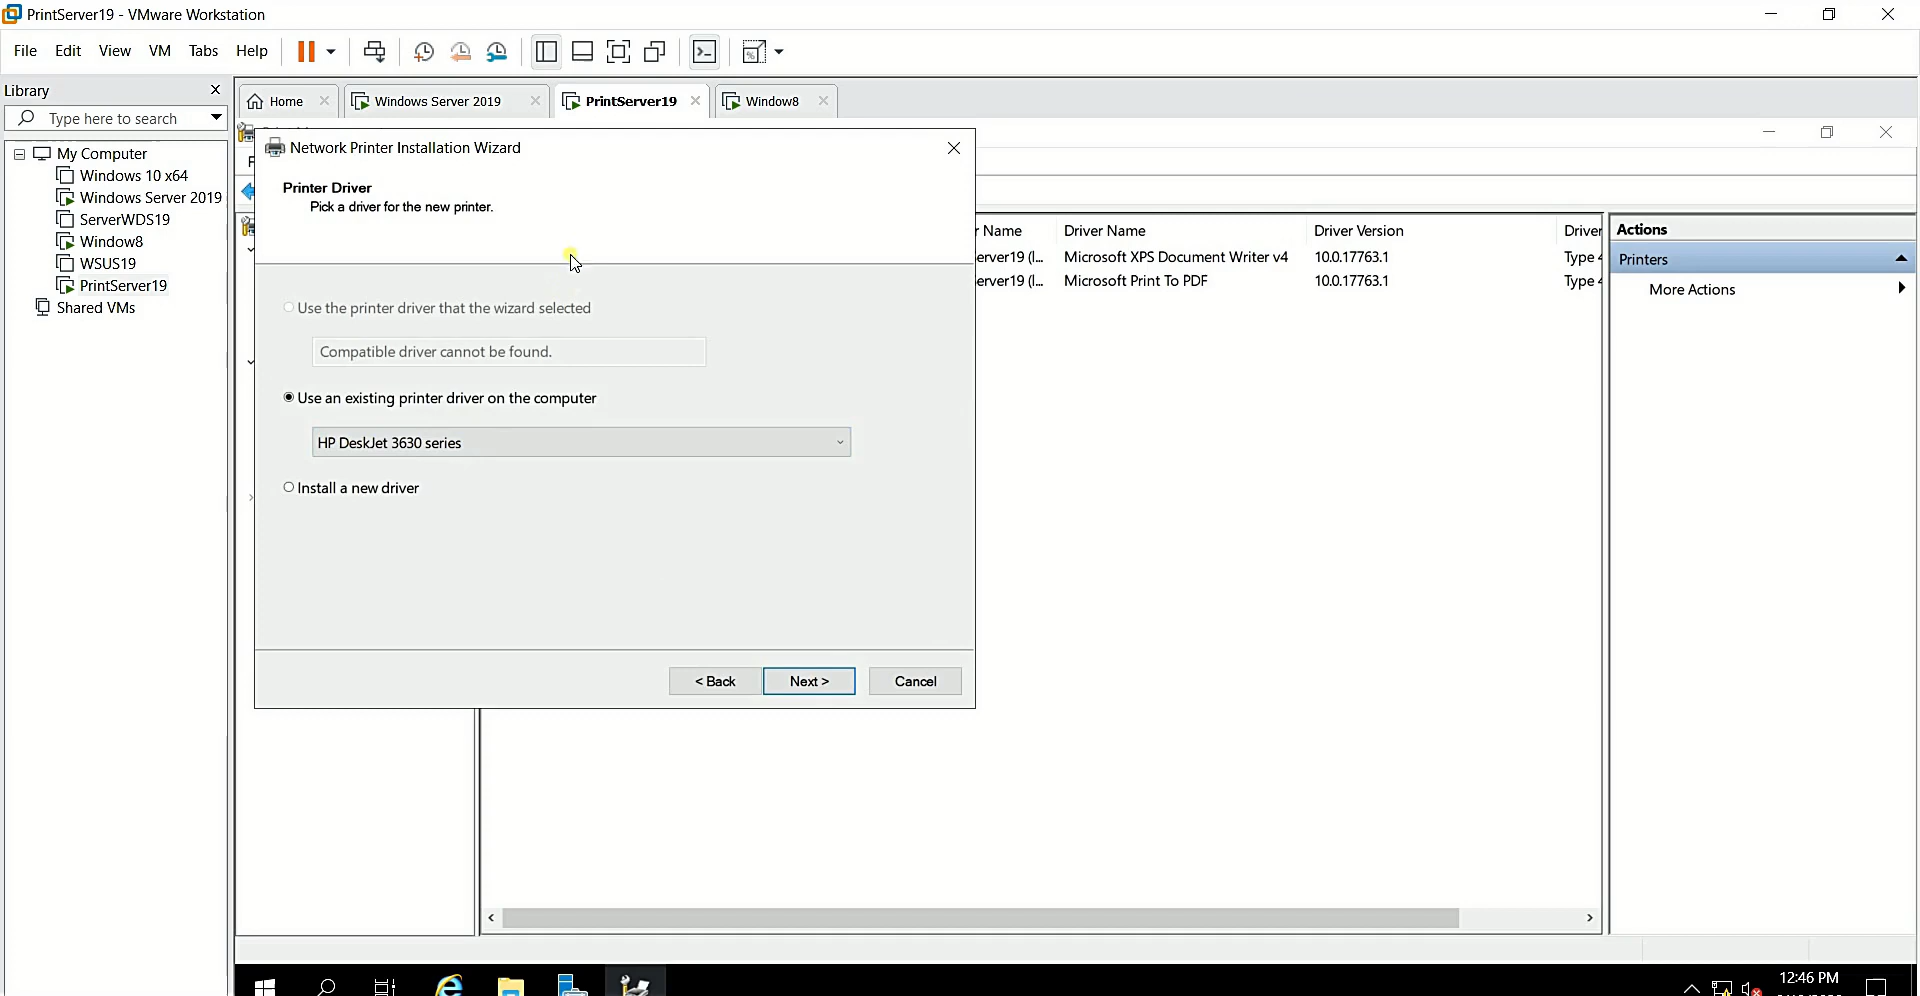 PrintServer19 - VMware Workstation
File Edit View VM Tabs Help
Library
Type here to search
My Computer
Windows 10 x64
Windows Server 2019
ServerWDS19
Window8
WSUS19
PrintServer19
Shared VMs
Home
Windows Server 2019
PrintServer19
Window8
Network Printer Installation Wizard
Printer Driver
Pick a driver for the new printer.
Use the printer driver that the wizard selected
Compatible driver cannot be found.
Use an existing printer driver on the computer
HP DeskJet 3630 series
Install a new driver
< Back
Next >
Cancel
Name Driver Name Driver Version Driver
erver19 (l... Microsoft XPS Document Writer v4 10.0.17763.1 Type
erver19 (l... Microsoft Print To PDF 10.0.17763.1 Type
Actions
Printers
More Actions
12:46 PM